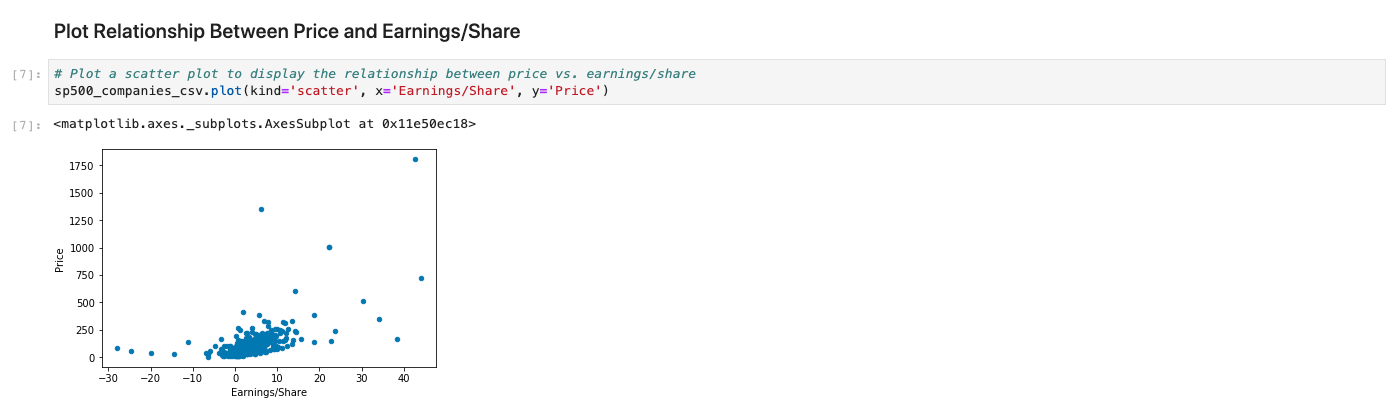 Plot Relationship Between Price and Earnings/Share
[7]: # Plot a scatter plot to display the relationship between price vs. earnings/share
sp500_companies_csv.plot(kind='scatter', x='Earnings/Share', y='Price')
[7]: <matplotlib.axes._subplots.AxesSubplot at 0x11e50ec18>
1750
1500
1250
1000
750
500
250
0
Price
−30 −20 −10 0 10 20 30 40
Earnings/Share